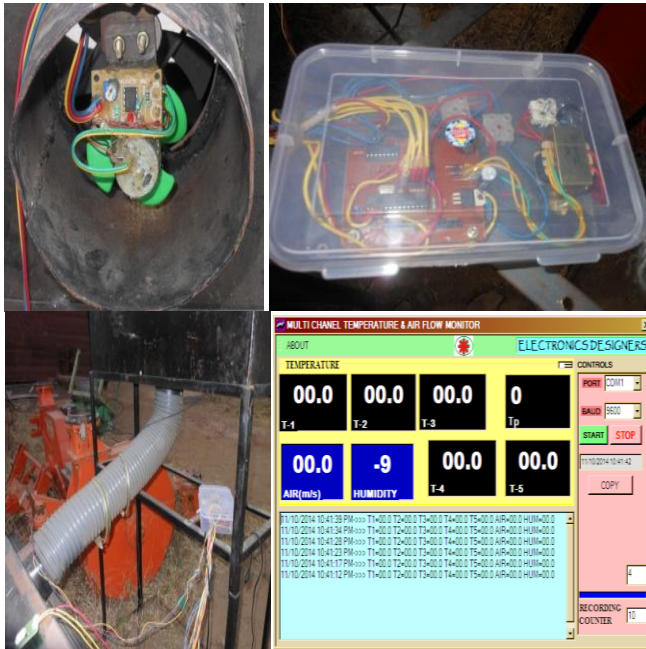 MULTI CHANEL TEMPERATURE & AIR FLOW MONITOR
ABOUT
ELECTRONICS DESIGNERS
TEMPERATURE
CONTROLS
00.0 00.0 00.0 0
T-1 T-2 T-3 Tp
PORT COM1
BAUD 9600
START STOP
11/10/2014 10:41:42
COPY
00.0 -9 00.0 00.0
AIR(m/s) HUMIDITY T-4 T-5
11/10/2014 10:41:39 PM->>> T1=00.0 T2=00.0 T3=00.0 T4=00.0 T5=00.0 AIR=00.0 HUM=00.0
11/10/2014 10:41:34 PM->>> T1=00.0 T2=00.0 T3=00.0 T4=00.0 T5=00.0 AIR=00.0 HUM=00.0
11/10/2014 10:41:28 PM->>> T1=00.0 T2=00.0 T3=00.0 T4=00.0 T5=00.0 AIR=00.0 HUM=00.0
11/10/2014 10:41:23 PM->>> T1=00.0 T2=00.0 T3=00.0 T4=00.0 T5=00.0 AIR=00.0 HUM=00.0
11/10/2014 10:41:17 PM->>> T1=00.0 T2=00.0 T3=00.0 T4=00.0 T5=00.0 AIR=00.0 HUM=00.0
11/10/2014 10:41:12 PM->>> T1=00.0 T2=00.0 T3=00.0 T4=00.0 T5=00.0 AIR=00.0 HUM=00.0
4
RECORDING
COUNTER 10